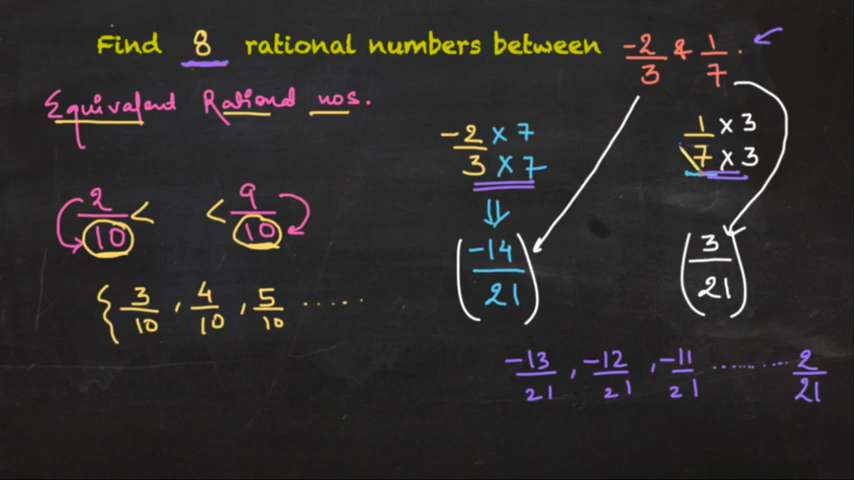 Find 8 rational numbers between -2/3 & 1/7.
Equivalent Rational nos.
2/10 < < 9/10
{ 3/10 , 4/10 , 5/10 ......
-2 × 7 / 3 × 7
⇓
(-14/21)
1 × 3 / 7 × 3
(3/21)
-13/21 , -12/21 , -11/21 .......... 2/21